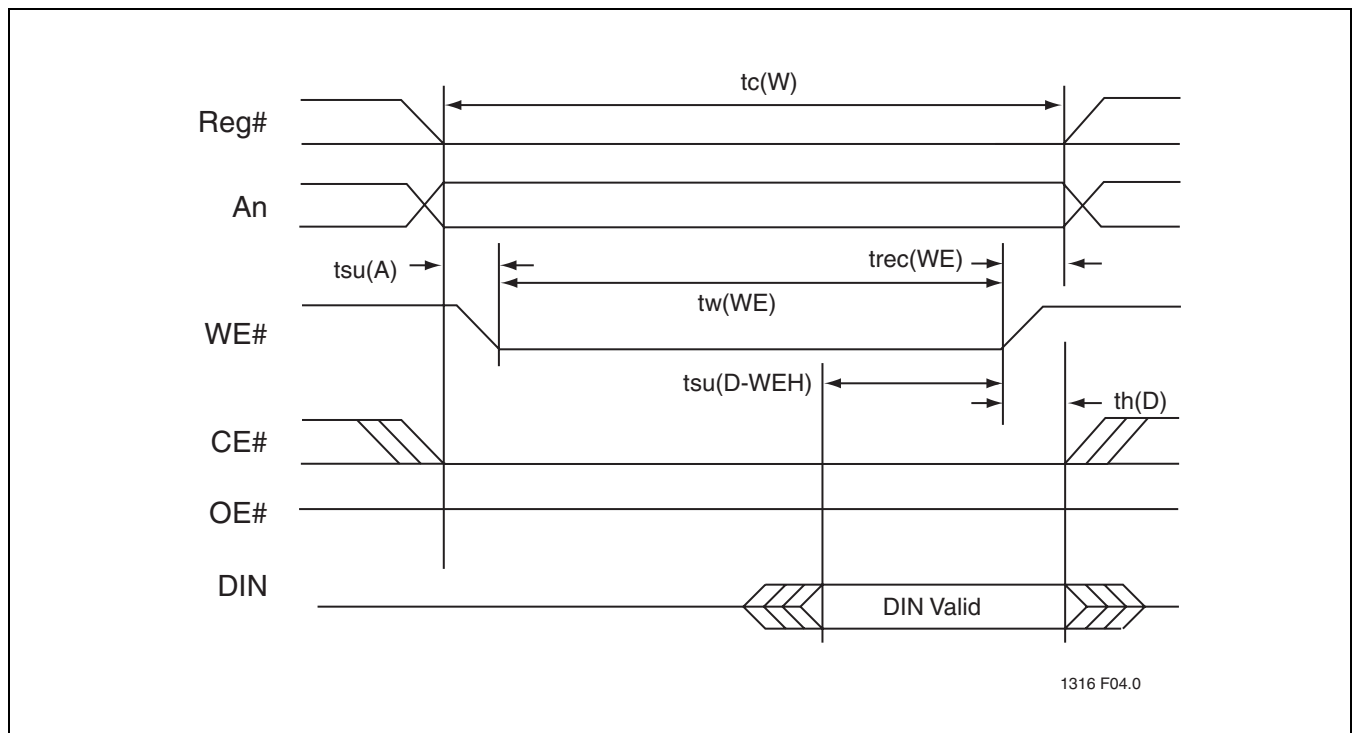 tc(W)
Reg#
An
tsu(A)
trec(WE)
tw(WE)
WE#
tsu(D-WEH)
th(D)
CE#
OE#
DIN
DIN Valid
1316 F04.0